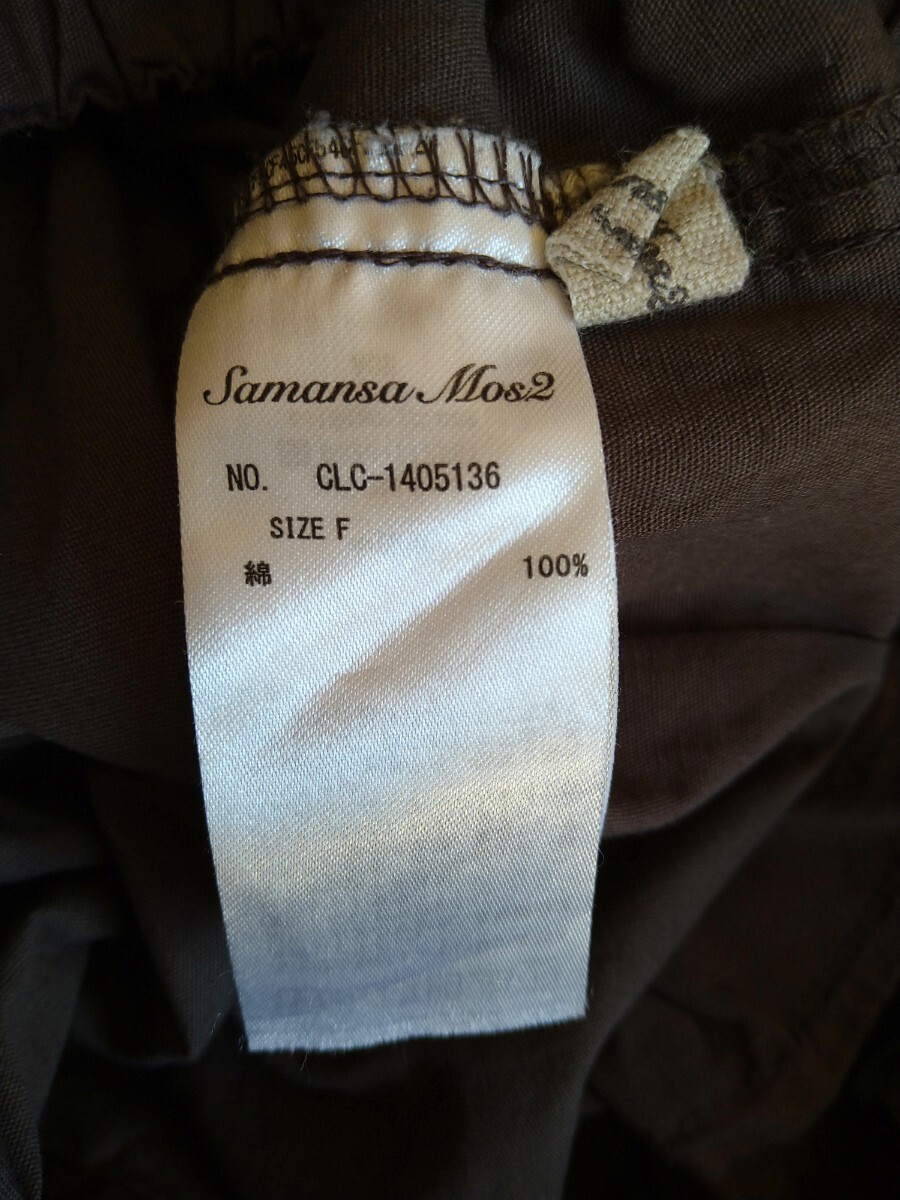 Samansa Mos2
NO. CLC-1405136
SIZE F
綿 100%